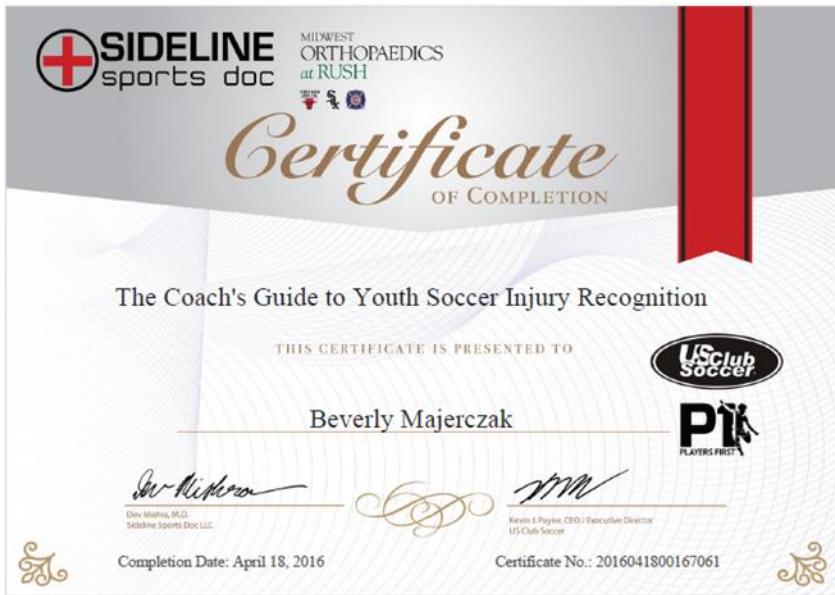 SIDELINE
sports doc
MIDWEST
ORTHOPAEDICS
at RUSH
Certificate
OF COMPLETION
The Coach's Guide to Youth Soccer Injury Recognition
THIS CERTIFICATE IS PRESENTED TO
US Club
Soccer
Beverly Majerczak
P1
PLAYERS FIRST
Dev Mishra, M.D.
Sideline Sports Doc LLC
Kevin J. Payne, CEO / Executive Director
US Club Soccer
Completion Date: April 18, 2016
Certificate No.: 2016041800167061